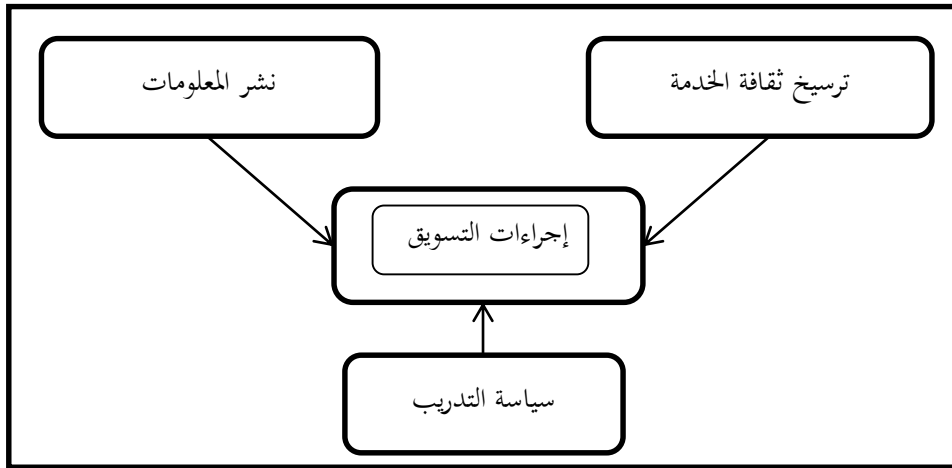 ترسيخ ثقافة الخدمة
نشر المعلومات
إجراءات التسويق
سياسة التدريب